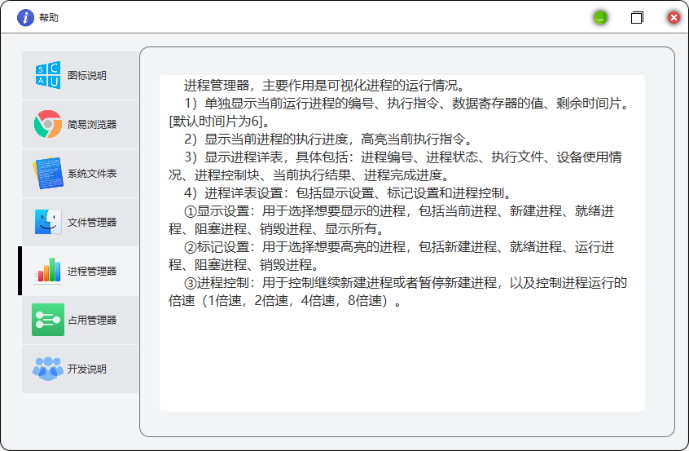 帮助
图标说明
简易浏览器
系统文件表
文件管理器
进程管理器
占用管理器
开发说明
进程管理器，主要作用是可视化进程的运行情况。
1）单独显示当前运行进程的编号、执行指令、数据寄存器的值、剩余时间片。
[默认时间片为6]。
2）显示当前进程的执行进度，高亮当前执行指令。
3）显示进程详表，具体包括：进程编号、进程状态、执行文件、设备使用情
况、进程控制块、当前执行结果、进程完成进度。
4）进程详表设置：包括显示设置、标记设置和进程控制。
①显示设置：用于选择想要显示的进程，包括当前进程、新建进程、就绪进
程、阻塞进程、销毁进程、显示所有。
②标记设置：用于选择想要高亮的进程，包括新建进程、就绪进程、运行进
程、阻塞进程、销毁进程。
③进程控制：用于控制继续新建进程或者暂停新建进程，以及控制进程运行的
倍速（1倍速，2倍速，4倍速，8倍速）。